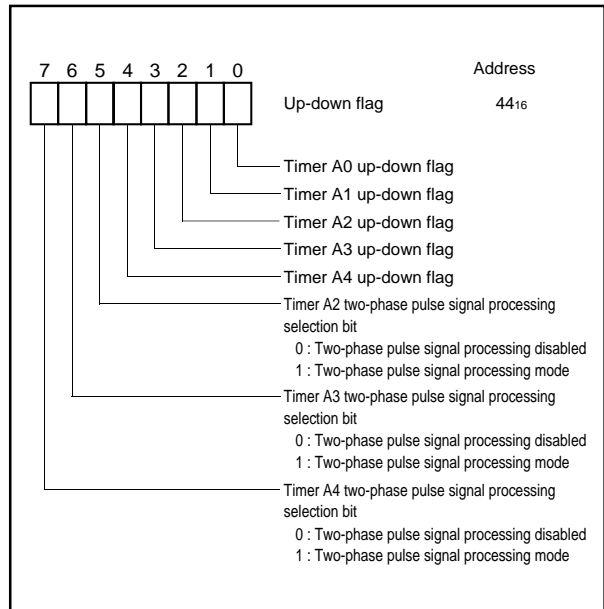 7 6 5 4 3 2 1 0
Address
Up-down flag 44₁₆
Timer A0 up-down flag
Timer A1 up-down flag
Timer A2 up-down flag
Timer A3 up-down flag
Timer A4 up-down flag
Timer A2 two-phase pulse signal processing
selection bit
0 : Two-phase pulse signal processing disabled
1 : Two-phase pulse signal processing mode
Timer A3 two-phase pulse signal processing
selection bit
0 : Two-phase pulse signal processing disabled
1 : Two-phase pulse signal processing mode
Timer A4 two-phase pulse signal processing
selection bit
0 : Two-phase pulse signal processing disabled
1 : Two-phase pulse signal processing mode